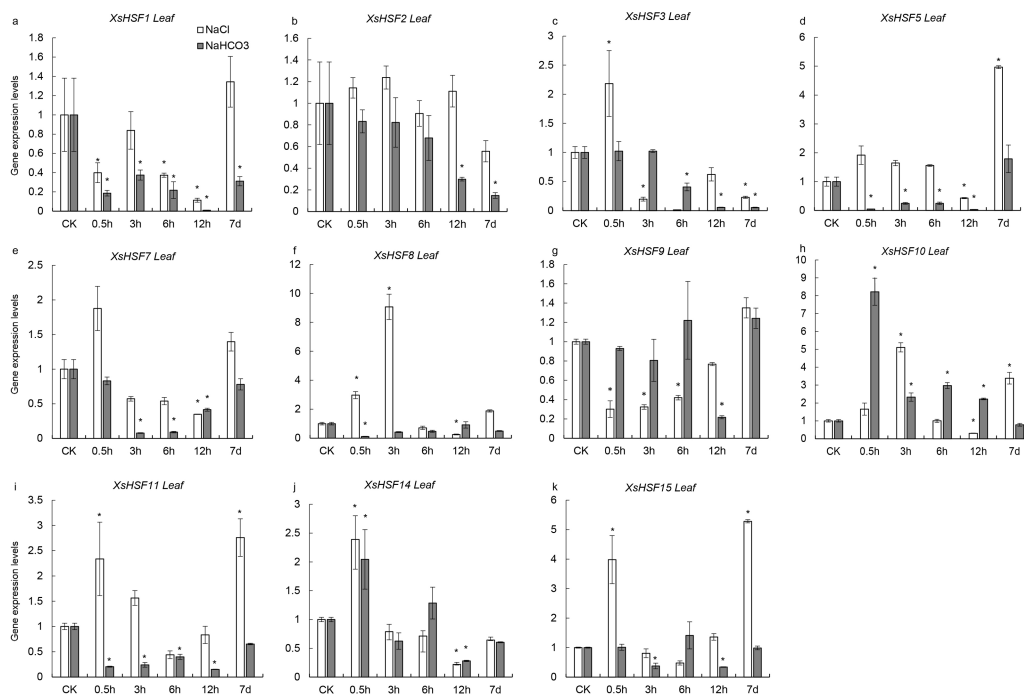 a
XsHSF1 Leaf
NaCl
NaHCO3
Gene expression levels
1.8
1.6
1.4
1.2
1
0.8
0.6
0.4
0.2
0
* * * * * * * *
CK 0.5h 3h 6h 12h 7d
b
XsHSF2 Leaf
1.8
1.6
1.4
1.2
1
0.8
0.6
0.4
0.2
0
* *
CK 0.5h 3h 6h 12h 7d
c
XsHSF3 Leaf
3
2.5
2
1.5
1
0.5
0
* * * * * *
CK 0.5h 3h 6h 12h 7d
d
XsHSF5 Leaf
6
5
4
3
2
1
0
* * * * * *
CK 0.5h 3h 6h 12h 7d
e
XsHSF7 Leaf
Gene expression levels
2.5
2
1.5
1
0.5
0
* * * *
CK 0.5h 3h 6h 12h 7d
f
XsHSF8 Leaf
12
10
8
6
4
2
0
* * * *
CK 0.5h 3h 6h 12h 7d
g
XsHSF9 Leaf
1.8
1.6
1.4
1.2
1
0.8
0.6
0.4
0.2
0
* * * *
CK 0.5h 3h 6h 12h 7d
h
XsHSF10 Leaf
10
9
8
7
6
5
4
3
2
1
0
* * * * * * *
CK 0.5h 3h 6h 12h 7d
i
XsHSF11 Leaf
Gene expression levels
3.5
3
2.5
2
1.5
1
0.5
0
* * * * * *
CK 0.5h 3h 6h 12h 7d
j
XsHSF14 Leaf
3.5
3
2.5
2
1.5
1
0.5
0
* * * *
CK 0.5h 3h 6h 12h 7d
k
XsHSF15 Leaf
6
5
4
3
2
1
0
* * * *
CK 0.5h 3h 6h 12h 7d